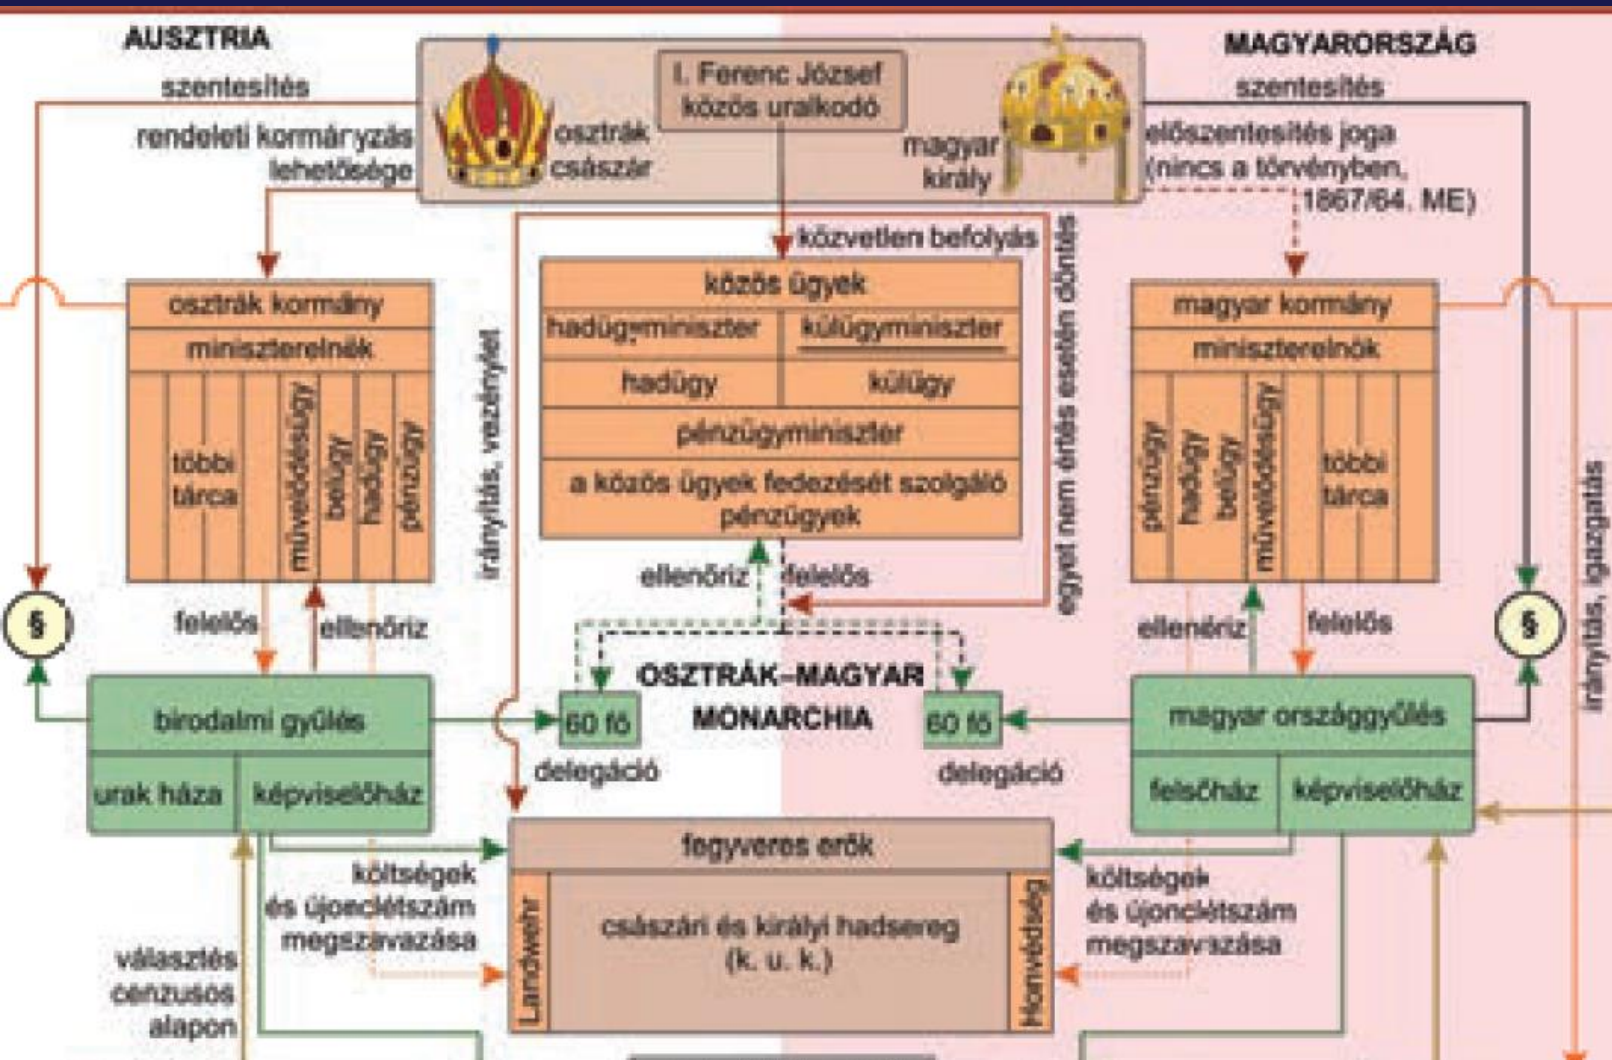 AUSZTRIA
MAGYARORSZÁG
szentesítés
rendeleti kormányzás
lehetősége
I. Ferenc József
közös uralkodó
osztrák
császár
magyar
király
szentesítés
előszentesítés joga
(nincs a törvényben,
1867/64. ME)
közvetlen befolyás
osztrák kormány
miniszterelnök
többi
tárca
művelődésügy
belügy
hadügy
pénzügy
irányítás, vezénylet
közös ügyek
hadügyminiszter
külügyminiszter
hadügy
külügy
pénzügyminiszter
a közös ügyek fedezését szolgáló
pénzügyek
egyet nem értés esetén döntés
magyar kormány
miniszterelnök
pénzügy
hadügy
belügy
művelődésügy
többi
tárca
irányítás, igazgatás
ellenőriz
felelős
§
felelős
ellenőriz
ellenőriz
felelős
§
birodalmi gyűlés
urak háza
képviselőház
60 fő
delegáció
OSZTRÁK–MAGYAR
MONARCHIA
60 fő
delegáció
magyar országgyűlés
felsőház
képviselőház
költségek
és újonclétszám
megszavazása
fegyveres erők
Landwehr
császári és királyi hadsereg
(k. u. k.)
Honvédség
költségek
és újonclétszám
megszavazása
választás
cenzusos
alapon